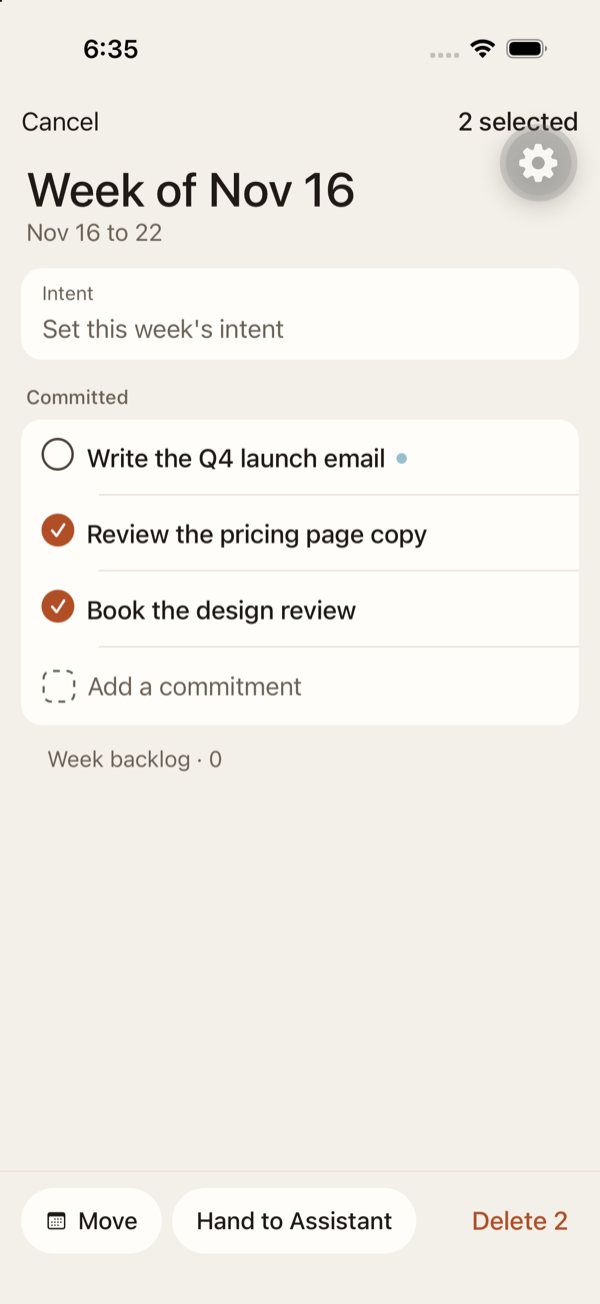 6:35
Cancel
2 selected
Week of Nov 16
Nov 16 to 22
Intent
Set this week's intent
Committed
Write the Q4 launch email
Review the pricing page copy
Book the design review
Add a commitment
Week backlog · 0
Move
Hand to Assistant
Delete 2